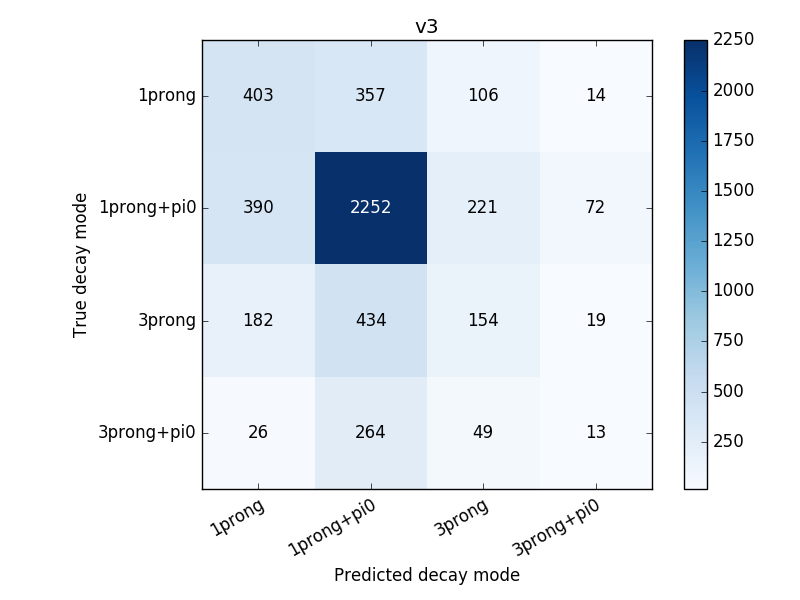 v3
1prong 403 357 106 14
1prong+pi0 390 2252 221 72
3prong 182 434 154 19
3prong+pi0 26 264 49 13
1prong 1prong+pi0 3prong 3prong+pi0
Predicted decay mode
True decay mode
2250
2000
1750
1500
1250
1000
750
500
250